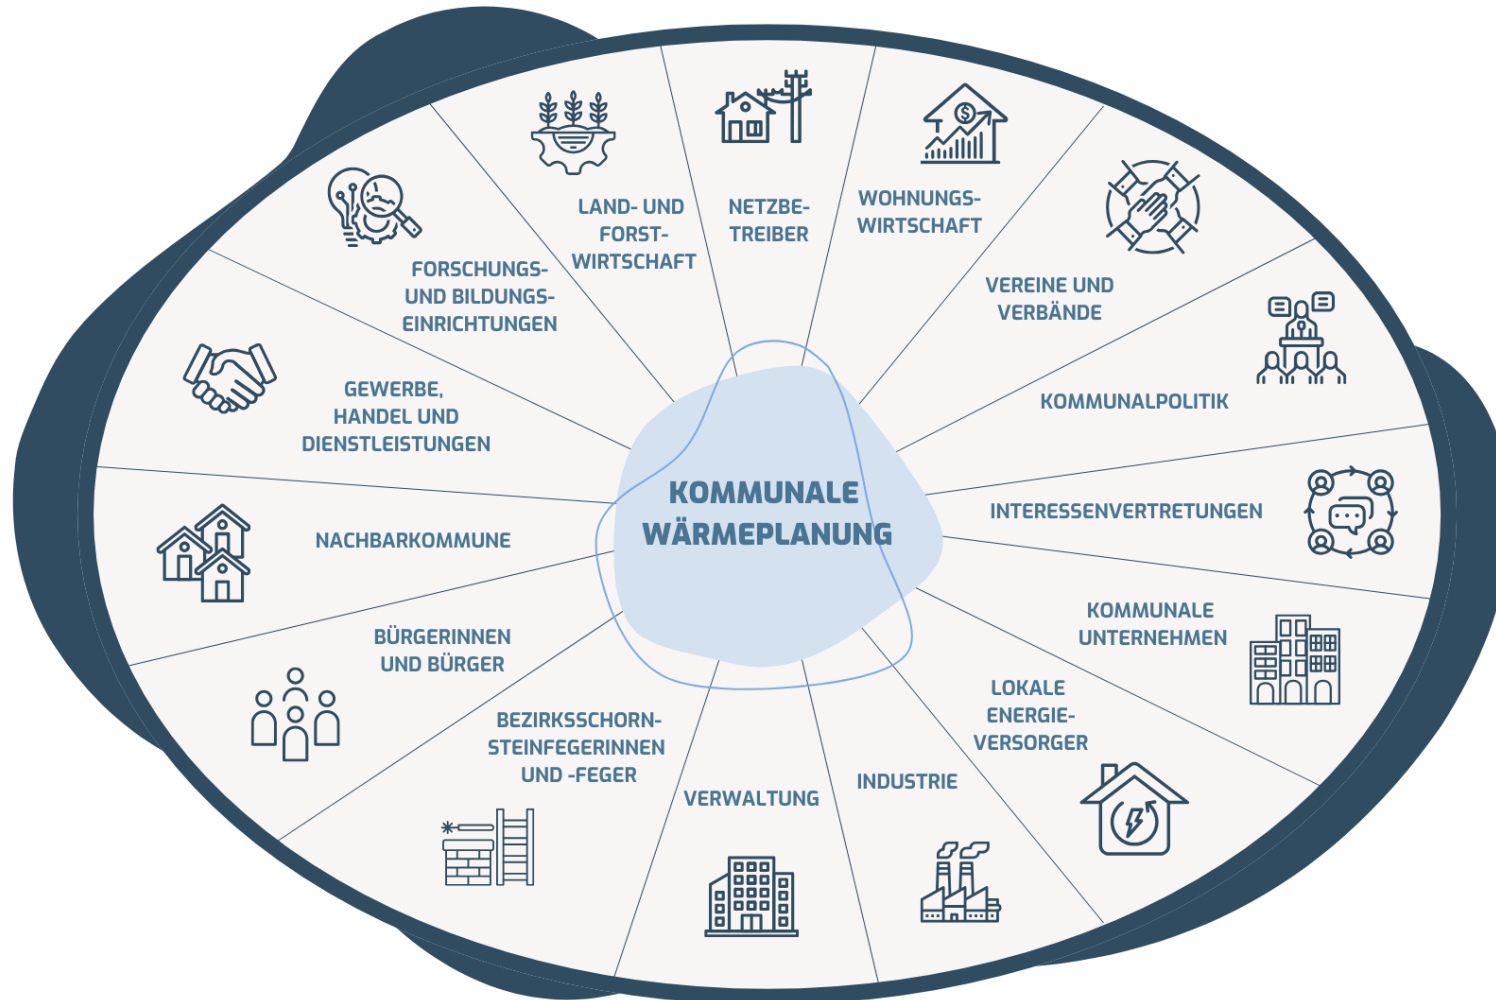 LAND- UND
FORST-
WIRTSCHAFT
NETZBE-
TREIBER
WOHNUNGS-
WIRTSCHAFT
VEREINE UND
VERBÄNDE
KOMMUNALPOLITIK
INTERESSENVERTRETUNGEN
KOMMUNALE
UNTERNEHMEN
LOKALE
ENERGIE-
VERSORGER
INDUSTRIE
VERWALTUNG
BEZIRKSSCHORN-
STEINFEGERINNEN
UND -FEGER
BÜRGERINNEN
UND BÜRGER
NACHBARKOMMUNE
GEWERBE,
HANDEL UND
DIENSTLEISTUNGEN
FORSCHUNGS-
UND BILDUNGS-
EINRICHTUNGEN
KOMMUNALE
WÄRMEPLANUNG
$